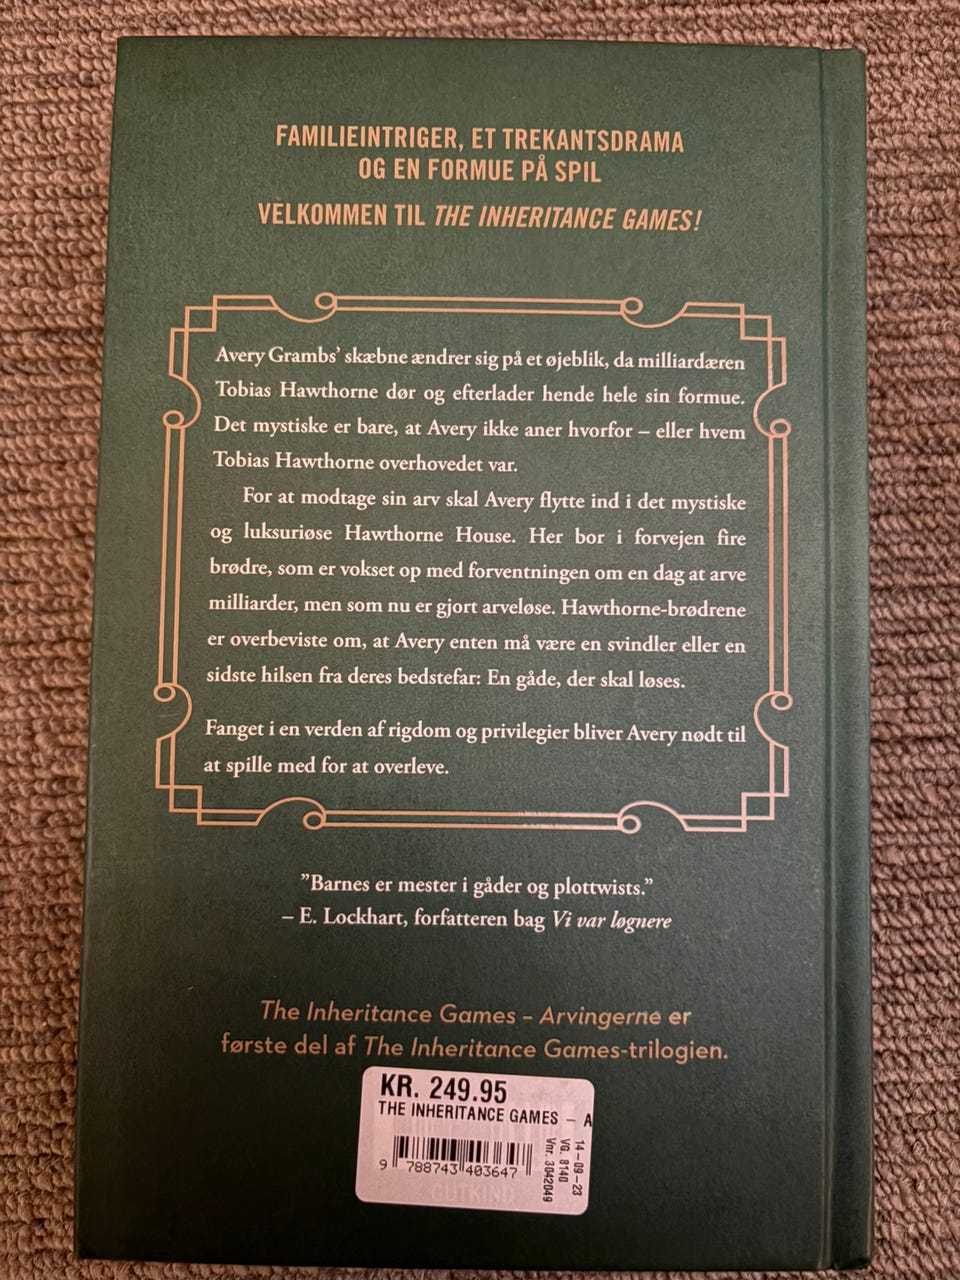 FAMILIEINTRIGER, ET TREKANTSDRAMA
OG EN FORMUE PÅ SPIL
VELKOMMEN TIL THE INHERITANCE GAMES!
Avery Grambs’ skæbne ændrer sig på et øjeblik, da milliardæren
Tobias Hawthorne dør og efterlader hende hele sin formue.
Det mystiske er bare, at Avery ikke aner hvorfor – eller hvem
Tobias Hawthorne overhovedet var.
For at modtage sin arv skal Avery flytte ind i det mystiske
og luksuriøse Hawthorne House. Her bor i forvejen fire
brødre, som er vokset op med forventningen om en dag at arve
milliarder, men som nu er gjort arveløse. Hawthorne-brødrene
er overbeviste om, at Avery enten må være en svindler eller en
sidste hilsen fra deres bedstefar: En gåde, der skal løses.
Fanget i en verden af rigdom og privilegier bliver Avery nødt til
at spille med for at overleve.
”Barnes er mester i gåder og plottwists.”
– E. Lockhart, forfatteren bag Vi var løgnere
The Inheritance Games – Arvingerne er
første del af The Inheritance Games-trilogien.
KR. 249.95
THE INHERITANCE GAMES – A
9 788743 403647
14-09-23
VG. 8140
Vnr. 3042049
GUTKIND